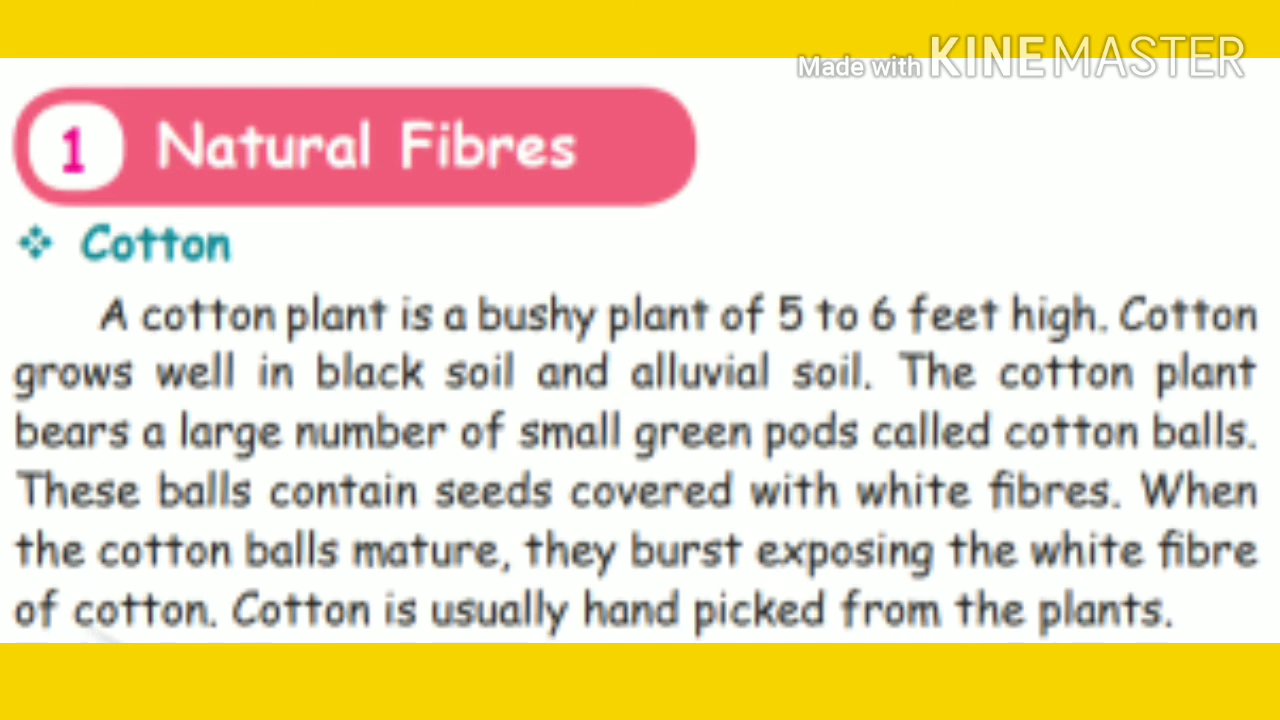 Made with KINEMASTER
1 Natural Fibres
❖ Cotton
A cotton plant is a bushy plant of 5 to 6 feet high. Cotton
grows well in black soil and alluvial soil. The cotton plant
bears a large number of small green pods called cotton balls.
These balls contain seeds covered with white fibres. When
the cotton balls mature, they burst exposing the white fibre
of cotton. Cotton is usually hand picked from the plants.